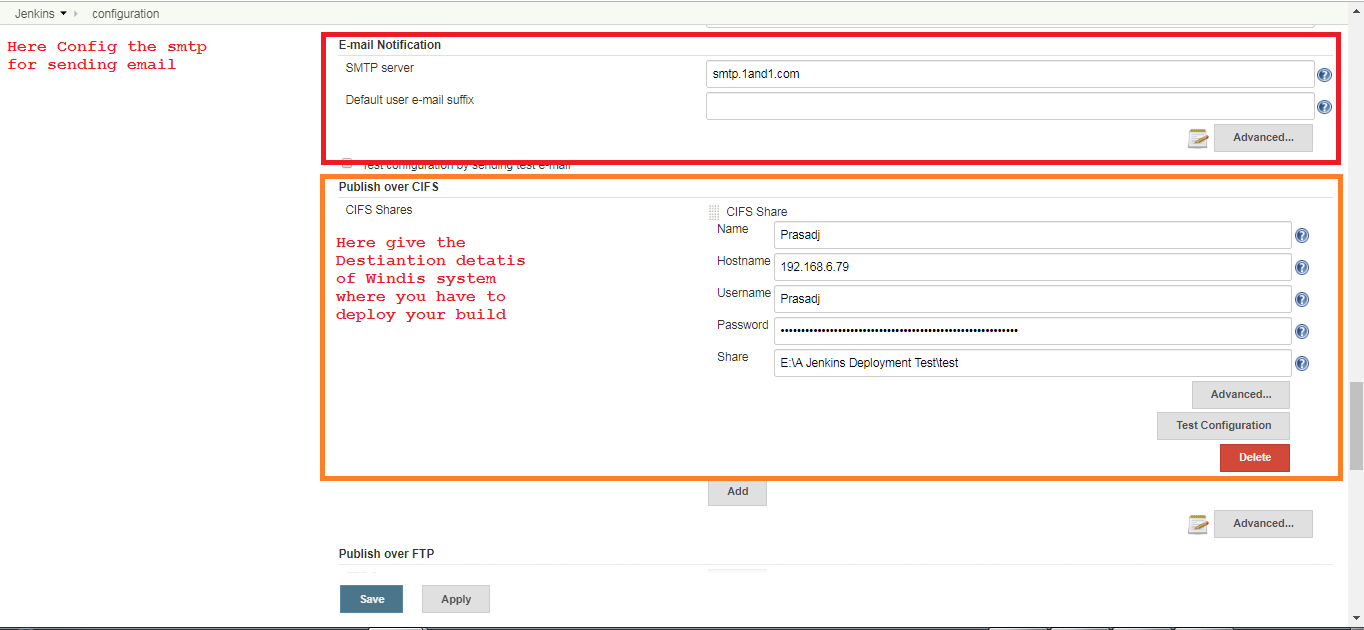 Jenkins configuration
Here Config the smtp
for sending email
E-mail Notification
SMTP server
smtp.1and1.com
Default user e-mail suffix
Advanced...
Test configuration by sending test e-mail
Publish over CIFS
CIFS Shares
Here give the
Destiantion detatis
of Windis system
where you have to
deploy your build
CIFS Share
Name
Prasadj
Hostname
192.168.6.79
Username
Prasadj
Password
••••••••••••••••••••••••••••••••••••••••••••••••••••••••••
Share
E:\A Jenkins Deployment Test\test
Advanced...
Test Configuration
Delete
Add
Advanced...
Publish over FTP
Save
Apply